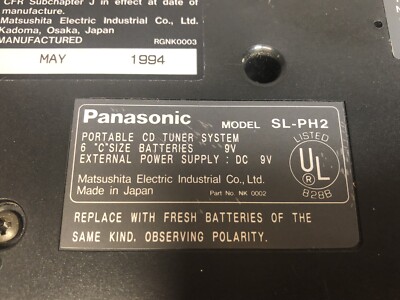 CFR Subchapter J in effect at date of
manufacture.
Matsushita Electric Industrial Co., Ltd.
Kadoma, Osaka, Japan
MANUFACTURED RGNK0003
MAY 1994
Panasonic MODEL SL-PH2
PORTABLE CD TUNER SYSTEM
6 "C"SIZE BATTERIES 9V
EXTERNAL POWER SUPPLY : DC 9V
Matsushita Electric Industrial Co., Ltd.
Made in Japan Part No. NK 0002
LISTED
UL
®
828B
REPLACE WITH FRESH BATTERIES OF THE
SAME KIND, OBSERVING POLARITY.